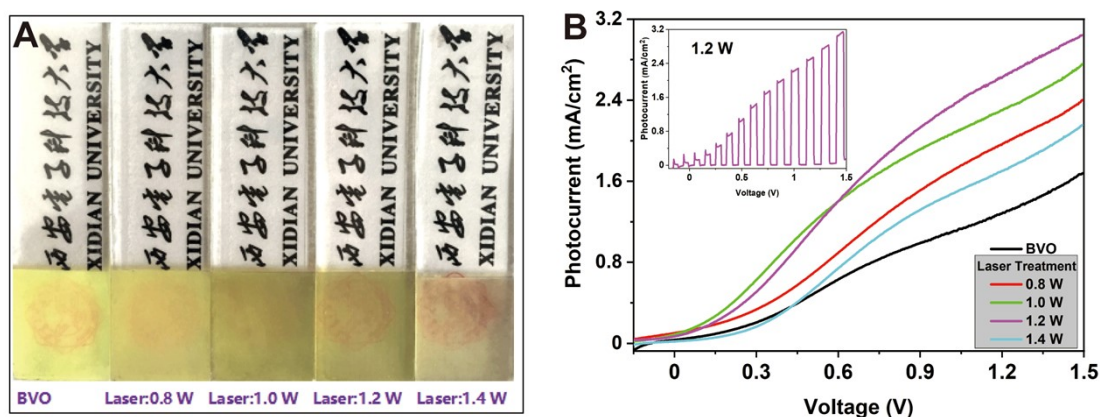 A
西安电子科技大学
XIDIAN UNIVERSITY
西安电子科技大学
XIDIAN UNIVERSITY
西安电子科技大学
XIDIAN UNIVERSITY
西安电子科技大学
XIDIAN UNIVERSITY
西安电子科技大学
XIDIAN UNIVERSITY
BVO Laser:0.8 W Laser:1.0 W Laser:1.2 W Laser:1.4 W
B
Photocurrent (mA/cm²)
3.2
2.4
1.6
0.8
0
Photocurrent (mA/cm²)
3.2
2.4
1.6
0.8
0
1.2 W
0 0.5 1 1.5
Voltage (V)
BVO
Laser Treatment
0.8 W
1.0 W
1.2 W
1.4 W
0 0.3 0.6 0.9 1.2 1.5
Voltage (V)